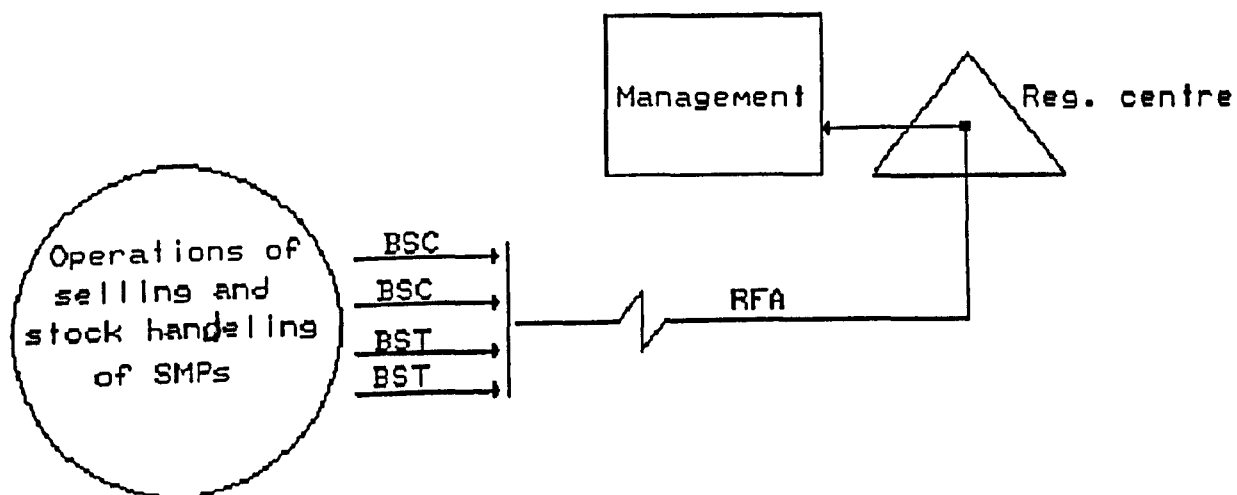 Management
Reg. centre
Operations of
selling and
stock handeling
of SMPs
BSC
BSC
BST
BST
RFA